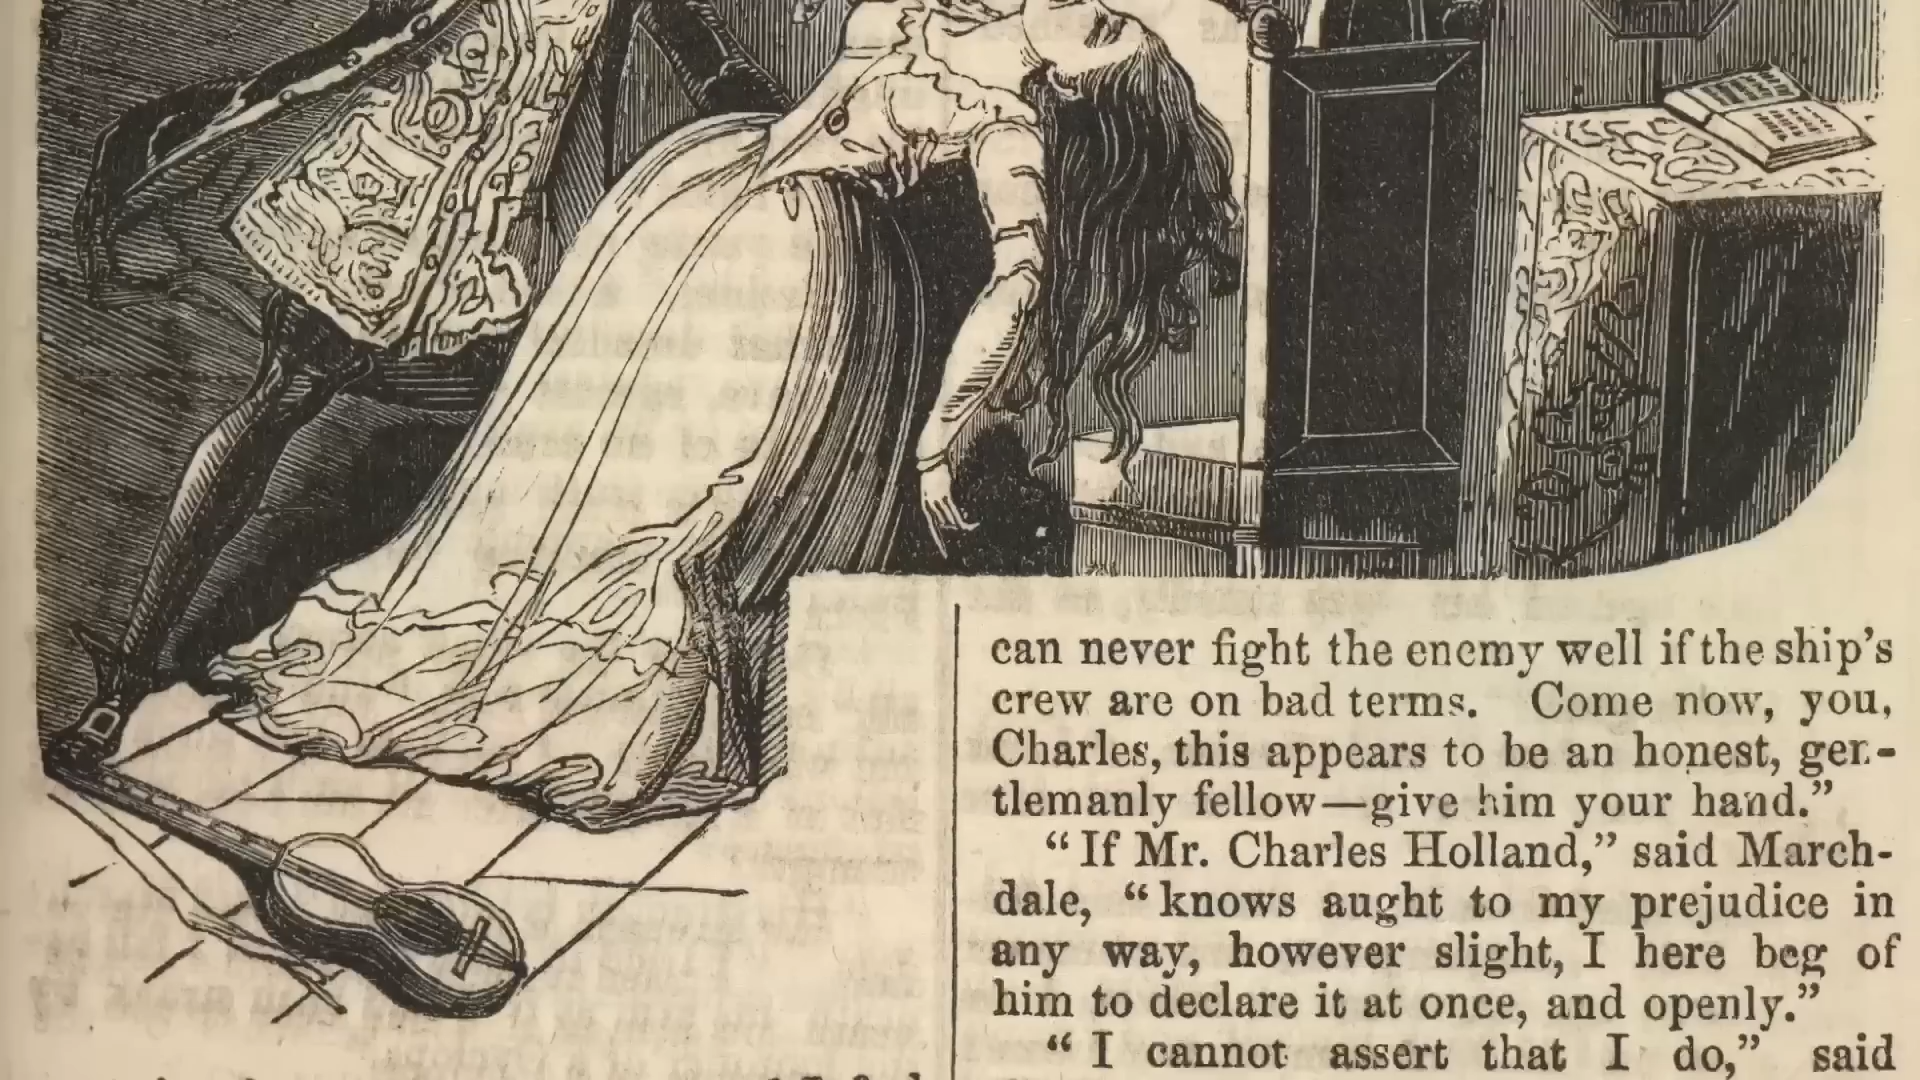 can never fight the enemy well if the ship's
crew are on bad terms. Come now, you,
Charles, this appears to be an honest, gen-
tlemanly fellow—give him your hand.”
“If Mr. Charles Holland,” said March-
dale, “knows aught to my prejudice in
any way, however slight, I here beg of
him to declare it at once, and openly.”
“I cannot assert that I do,” said